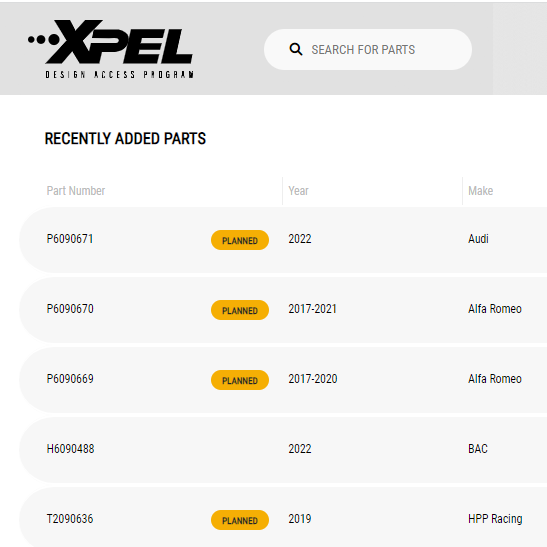 XPEL
DESIGN ACCESS PROGRAM
SEARCH FOR PARTS
RECENTLY ADDED PARTS
Part Number Year Make
P6090671 PLANNED 2022 Audi
P6090670 PLANNED 2017-2021 Alfa Romeo
P6090669 PLANNED 2017-2020 Alfa Romeo
H6090488 2022 BAC
T2090636 PLANNED 2019 HPP Racing